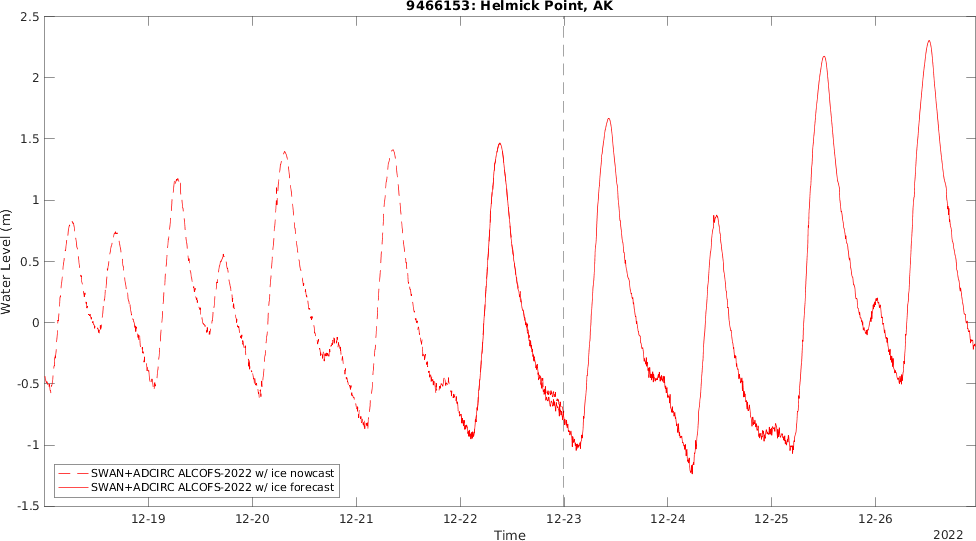 9466153: Helmick Point, AK
2.5
2
1.5
1
0.5
0
-0.5
-1
-1.5
Water Level (m)
SWAN+ADCIRC ALCOFS-2022 w/ ice nowcast
SWAN+ADCIRC ALCOFS-2022 w/ ice forecast
12-19 12-20 12-21 12-22 12-23 12-24 12-25 12-26
Time
2022